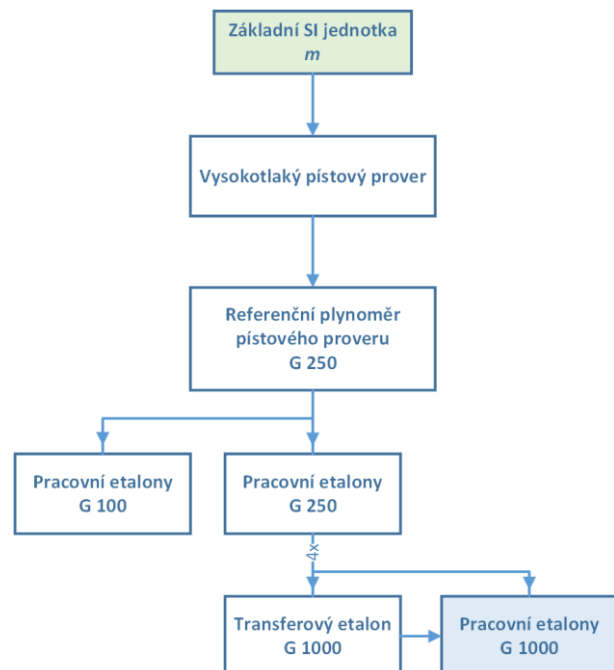 Základní SI jednotka
m
Vysokotlaký pístový prover
Referenční plynoměr
pístového proveru
G 250
Pracovní etalony
G 100
Pracovní etalony
G 250
4x
Transferový etalon
G 1000
Pracovní etalony
G 1000